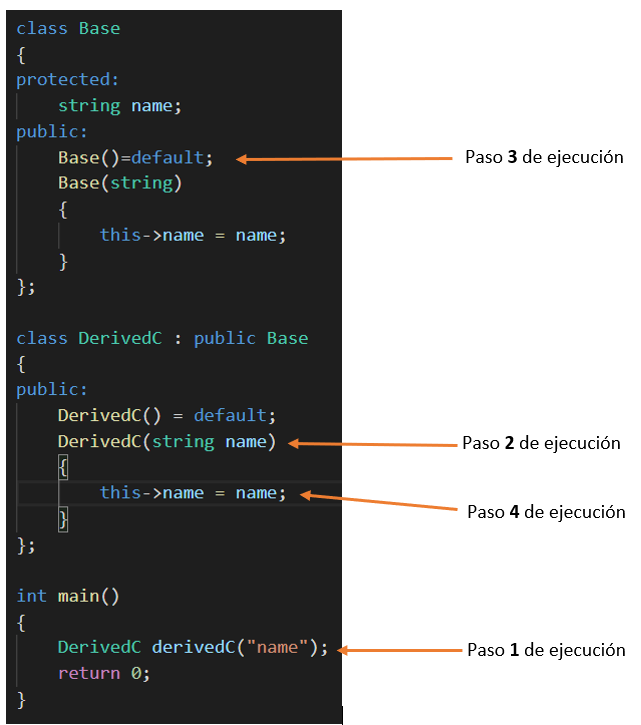 class Base
{
protected:
    string name;
public:
    Base()=default;
    Base(string)
    {
        this->name = name;
    }
};

class DerivedC : public Base
{
public:
    DerivedC() = default;
    DerivedC(string name)
    {
        this->name = name;
    }
};

int main()
{
    DerivedC derivedC("name");
    return 0;
}
Paso 3 de ejecución
Paso 2 de ejecución
Paso 4 de ejecución
Paso 1 de ejecución